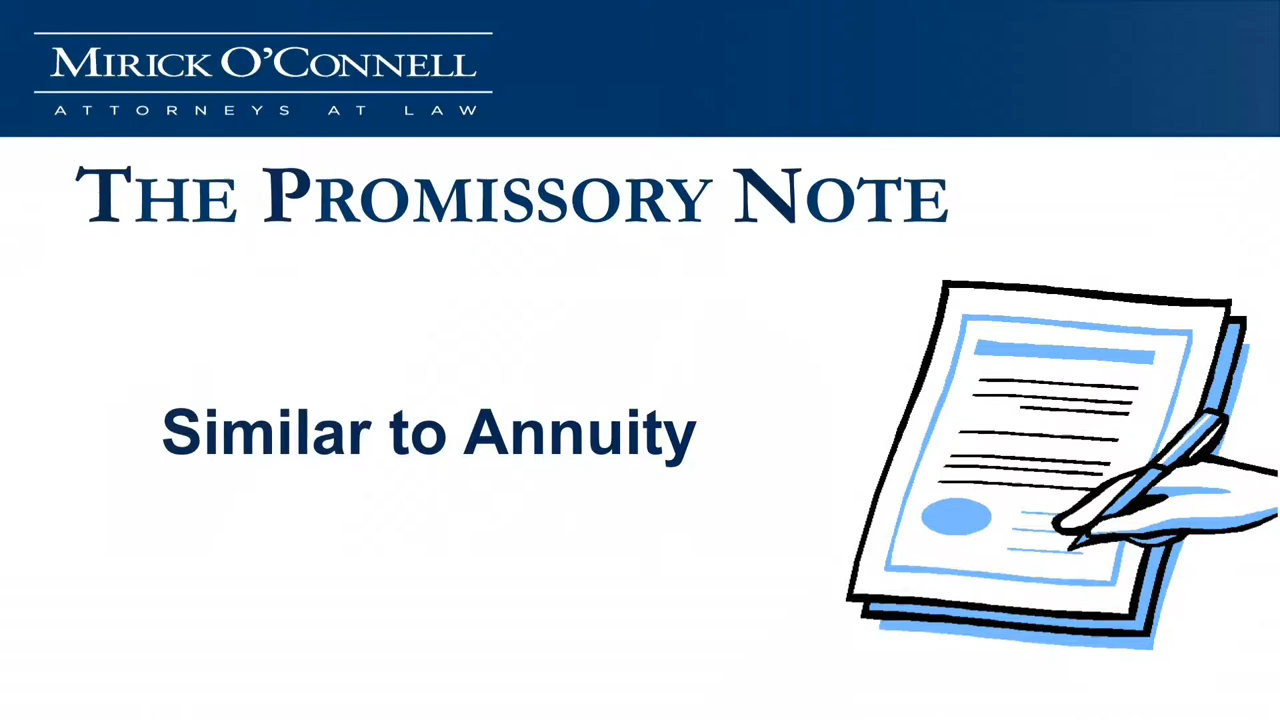 MIRICK O'CONNELL
ATTORNEYS AT LAW
THE PROMISSORY NOTE
Similar to Annuity